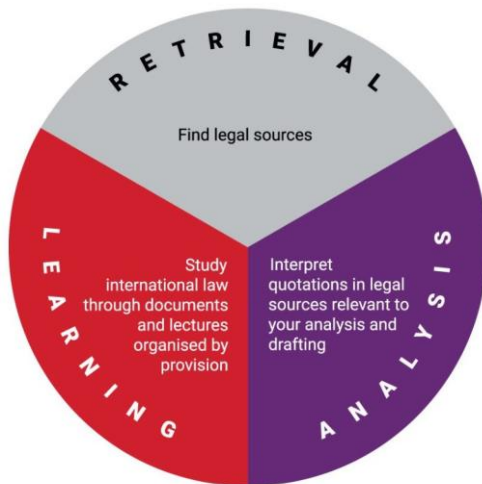 RETRIEVAL
Find legal sources
LEARNING
Study
international law
through documents
and lectures
organised by
provision
Interpret
quotations in legal
sources relevant to
your analysis and
drafting
ANALYSIS